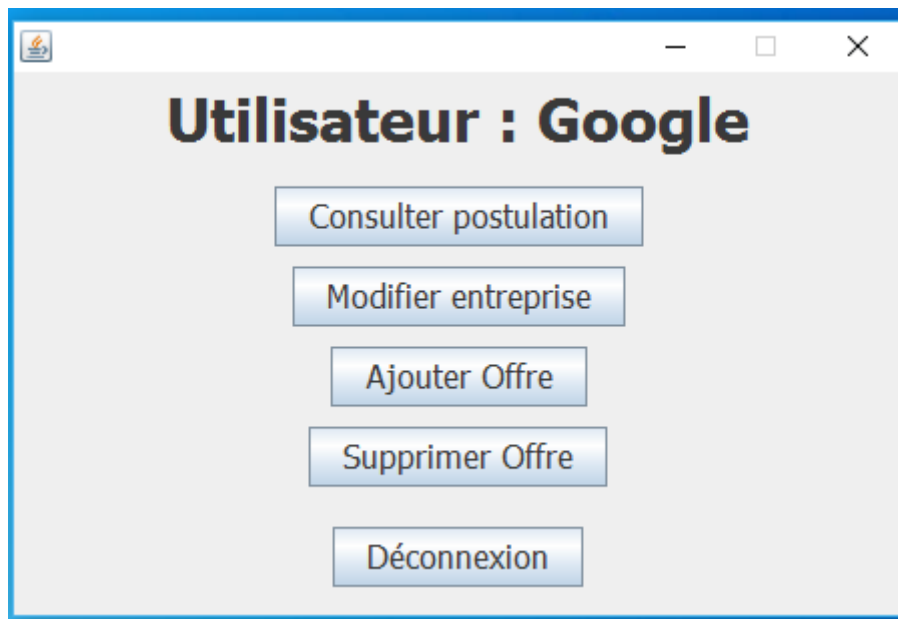 Utilisateur : Google
Consulter postulation
Modifier entreprise
Ajouter Offre
Supprimer Offre
Déconnexion